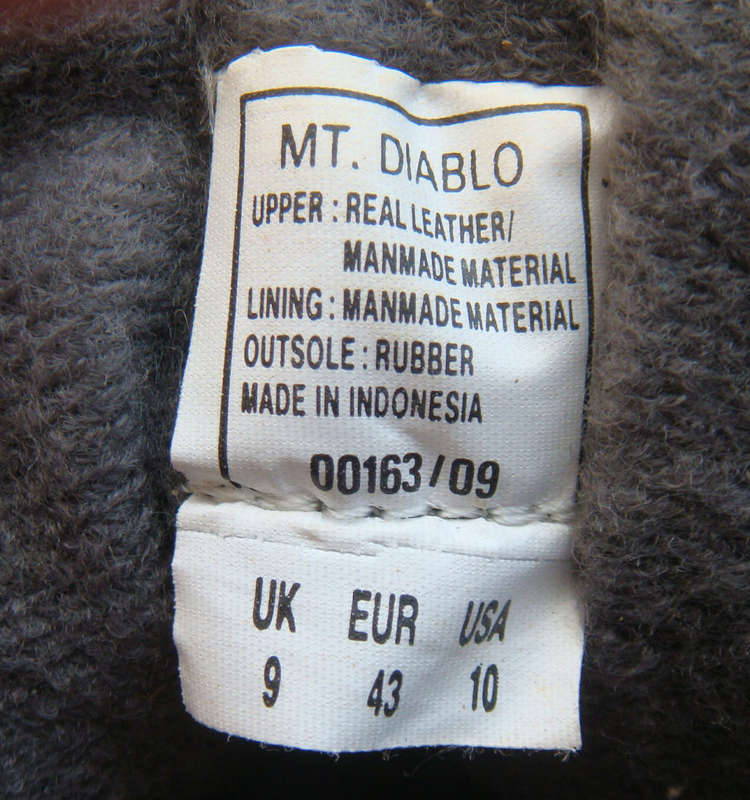 MT. DIABLO
UPPER : REAL LEATHER/
MANMADE MATERIAL
LINING : MANMADE MATERIAL
OUTSOLE : RUBBER
MADE IN INDONESIA
00163/09
UK EUR USA
9 43 10